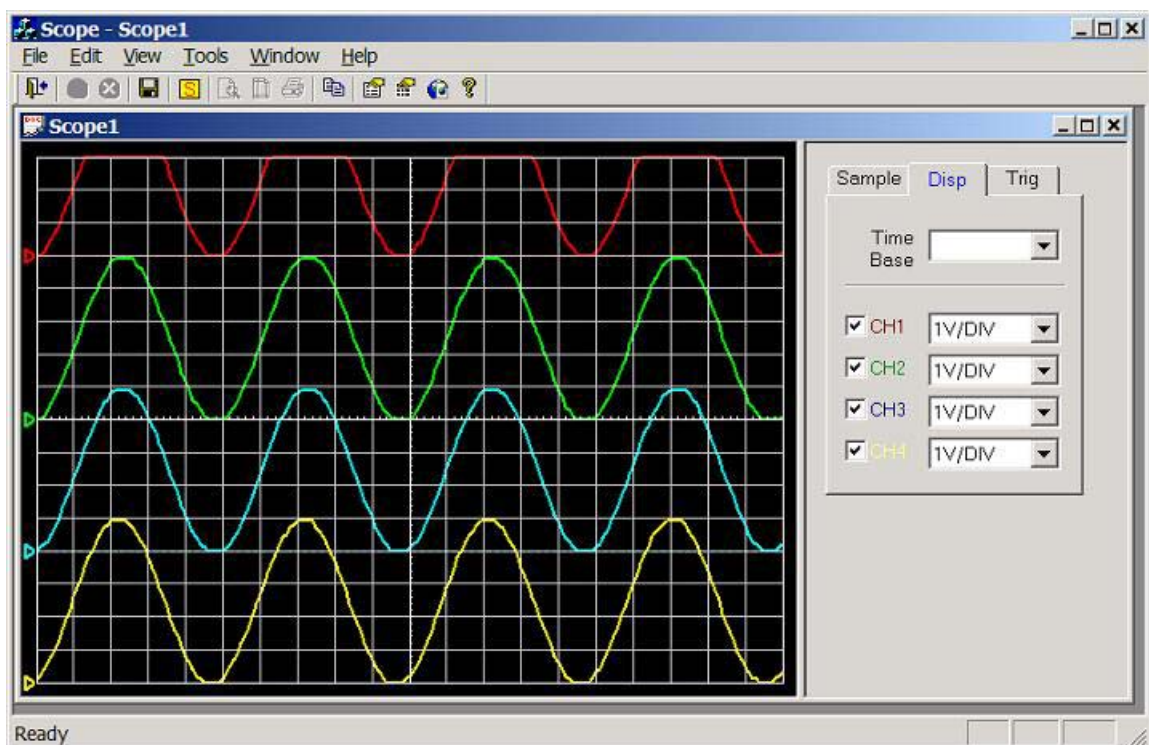 Scope - Scope1
File Edit View Tools Window Help
Scope1
Sample Disp Trig
Time
Base
CH1 1V/DIV
CH2 1V/DIV
CH3 1V/DIV
CH4 1V/DIV
Ready